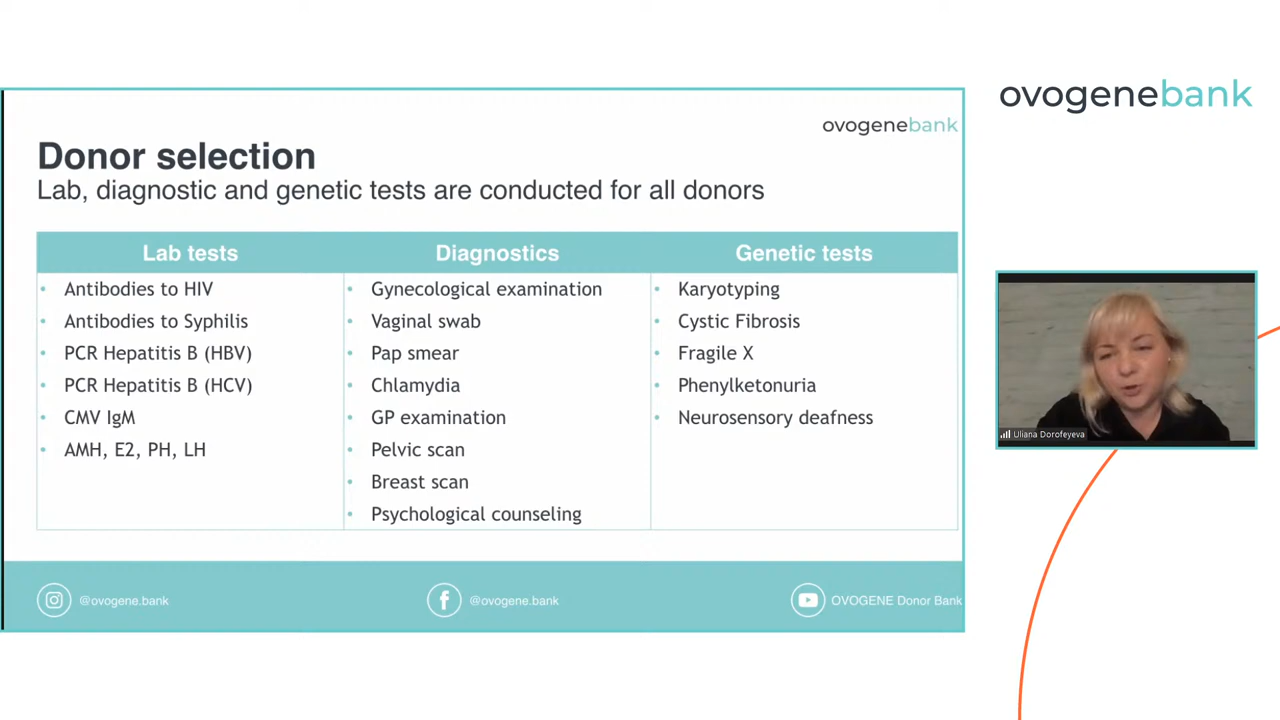 ovogenebank
ovogenebank
Donor selection
Lab, diagnostic and genetic tests are conducted for all donors
Lab tests
• Antibodies to HIV
• Antibodies to Syphilis
• PCR Hepatitis B (HBV)
• PCR Hepatitis B (HCV)
• CMV IgM
• AMH, E2, PH, LH
Diagnostics
• Gynecological examination
• Vaginal swab
• Pap smear
• Chlamydia
• GP examination
• Pelvic scan
• Breast scan
• Psychological counseling
Genetic tests
• Karyotyping
• Cystic Fibrosis
• Fragile X
• Phenylketonuria
• Neurosensory deafness
Uliana Dorofeyeva
@ovogene.bank
@ovogene.bank
OVOGENE Donor Bank